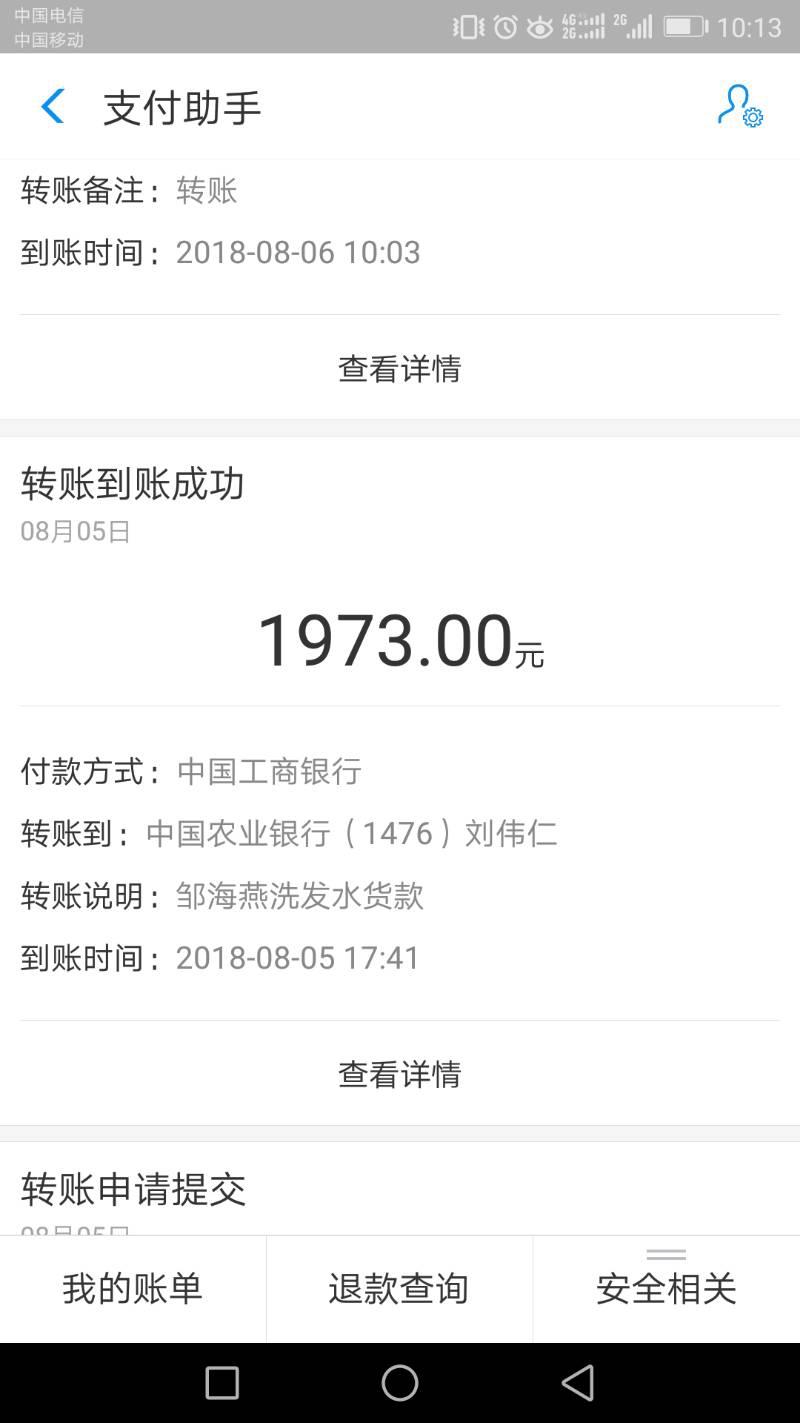 中国电信
中国移动
4G 2G 2G 10:13
支付助手
转账备注：转账
到账时间：2018-08-06 10:03
查看详情
转账到账成功
08月05日
1973.00元
付款方式：中国工商银行
转账到：中国农业银行（1476）刘伟仁
转账说明：邹海燕洗发水货款
到账时间：2018-08-05 17:41
查看详情
转账申请提交
08月05日
我的账单
退款查询
安全相关